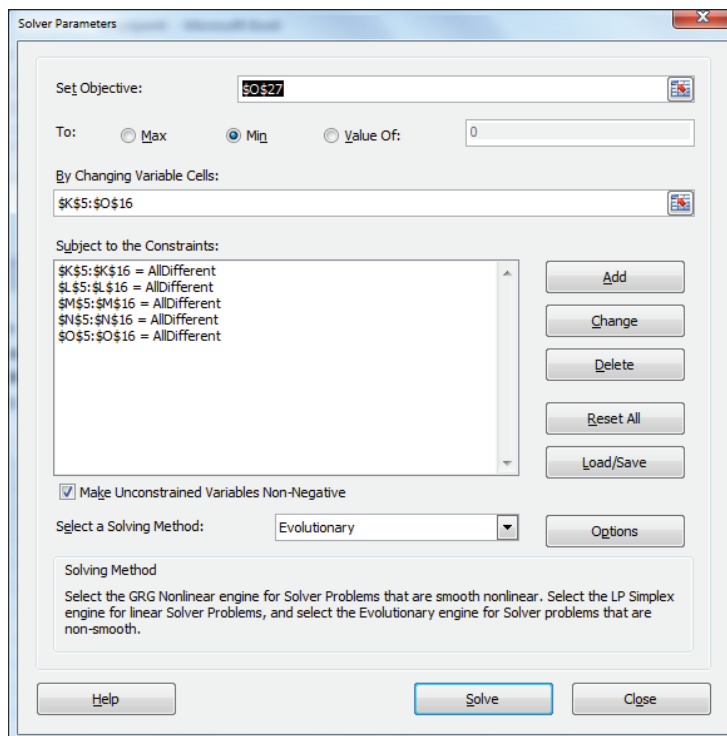 Solver Parameters
Set Objective:
$O$27
To:
Max
Min
Value Of:
0
By Changing Variable Cells:
$K$5:$O$16
Subject to the Constraints:
$K$5:$K$16 = AllDifferent
$L$5:$L$16 = AllDifferent
$M$5:$M$16 = AllDifferent
$N$5:$N$16 = AllDifferent
$O$5:$O$16 = AllDifferent
Add
Change
Delete
Reset All
Load/Save
Make Unconstrained Variables Non-Negative
Select a Solving Method:
Evolutionary
Options
Solving Method
Select the GRG Nonlinear engine for Solver Problems that are smooth nonlinear. Select the LP Simplex
engine for linear Solver Problems, and select the Evolutionary engine for Solver problems that are
non-smooth.
Help
Solve
Close